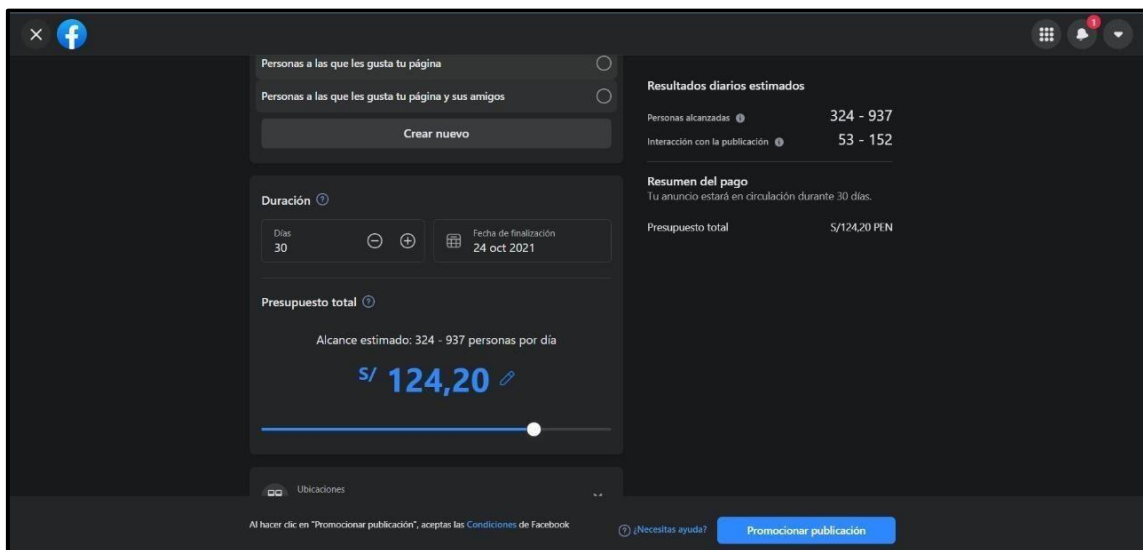 1
Personas a las que les gusta tu página
Personas a las que les gusta tu página y sus amigos
Crear nuevo
Duración
Días
30
Fecha de finalización
24 oct 2021
Presupuesto total
Alcance estimado: 324 - 937 personas por día
S/ 124,20
Ubicaciones
Resultados diarios estimados
Personas alcanzadas 324 - 937
Interacción con la publicación 53 - 152
Resumen del pago
Tu anuncio estará en circulación durante 30 días.
Presupuesto total S/124,20 PEN
Al hacer clic en "Promocionar publicación", aceptas las Condiciones de Facebook
¿Necesitas ayuda?
Promocionar publicación